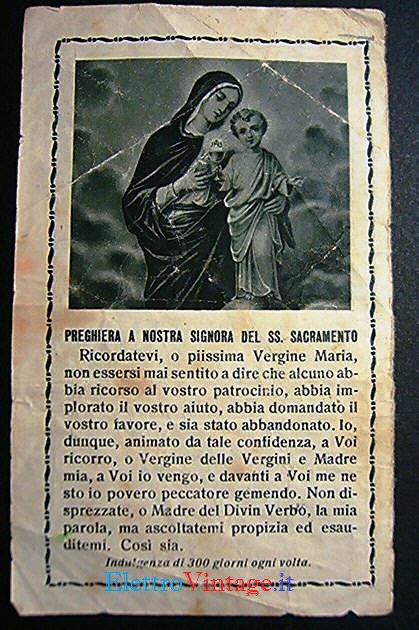 PREGHIERA A NOSTRA SIGNORA DEL SS. SACRAMENTO
Ricordatevi, o piissima Vergine Maria,
non essersi mai sentito a dire che alcuno ab-
bia ricorso al vostro patrocinio, abbia im-
plorato il vostro aiuto, abbia domandato il
vostro favore, e sia stato abbandonato. Io,
dunque, animato da tale confidenza, a Voi
ricorro, o Vergine delle Vergini e Madre
mia, a Voi io vengo, e davanti a Voi me ne
sto io povero peccatore gemendo. Non di-
sprezzate, o Madre del Divin Verbo, la mia
parola, ma ascoltatemi propizia ed esau-
ditemi. Così sia.
Indulgenza di 300 giorni ogni volta.
ElettroVintage.it